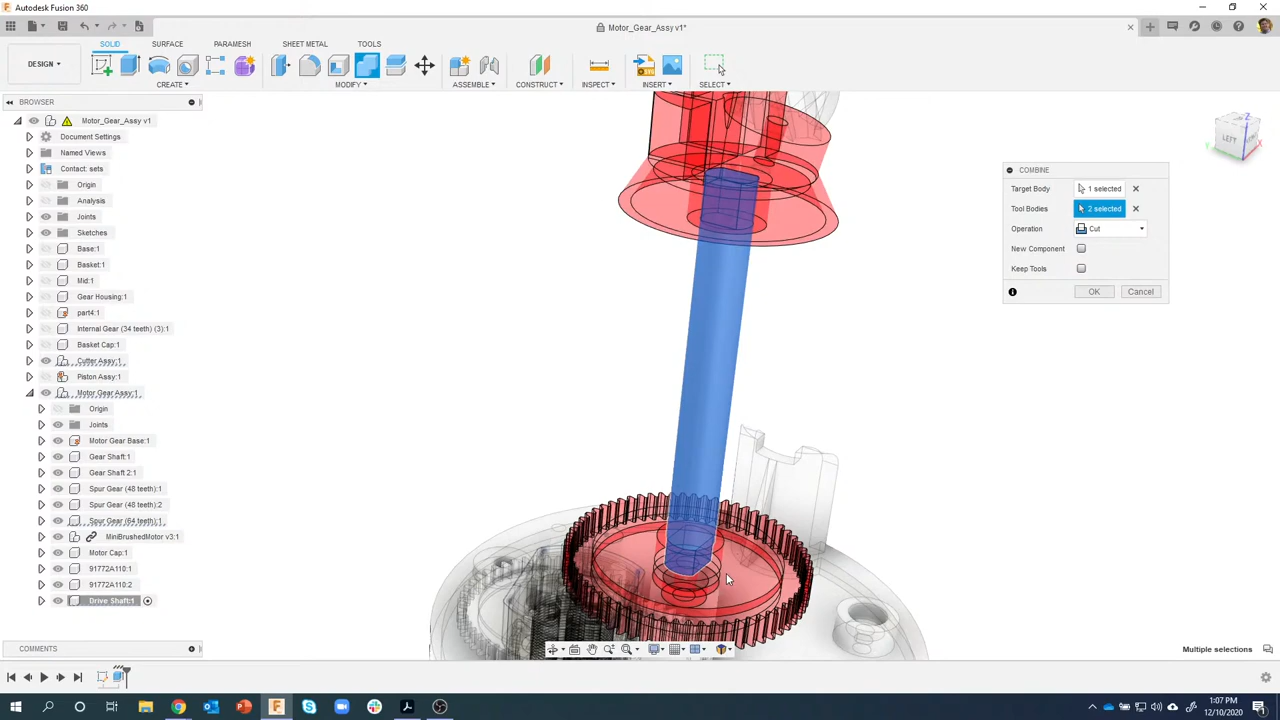 Autodesk Fusion 360
Motor_Gear_Assy v1*
SOLID SURFACE PARAMESH SHEET METAL TOOLS
DESIGN
CREATE MODIFY ASSEMBLE CONSTRUCT INSPECT INSERT SELECT
BROWSER
Motor_Gear_Assy v1
Document Settings
Named Views
Contact: sets
Origin
Analysis
Joints
Sketches
Base:1
Basket:1
Mid:1
Gear Housing:1
part4:1
Internal Gear (34 teeth) (3):1
Basket Cap:1
Cutter Assy:1
Piston Assy:1
Motor Gear Assy:1
Origin
Joints
Motor Gear Base:1
Gear Shaft:1
Gear Shaft 2:1
Spur Gear (48 teeth):1
Spur Gear (48 teeth):2
Spur Gear (64 teeth):1
MiniBrushedMotor v3:1
Motor Cap:1
91772A110:1
91772A110:2
Drive Shaft:1
Z
LEFT
X
COMBINE
Target Body 1 selected
Tool Bodies 2 selected
Operation Cut
New Component
Keep Tools
OK Cancel
COMMENTS
Multiple selections
1:07 PM
12/10/2020